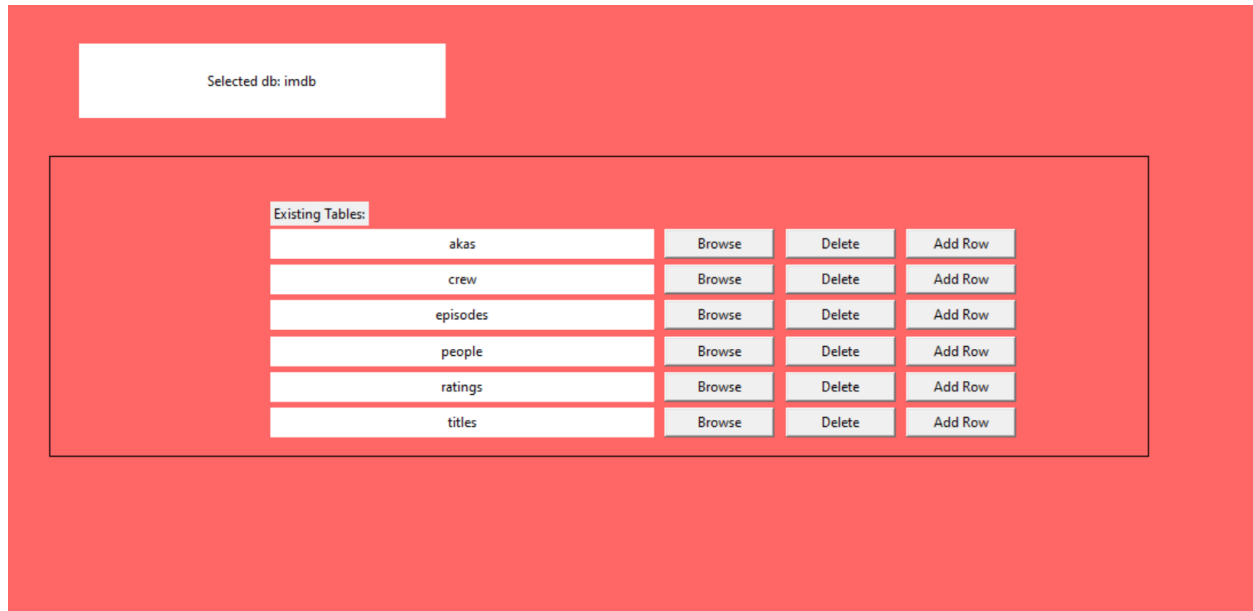 Selected db: imdb
Existing Tables:
akas Browse Delete Add Row
crew Browse Delete Add Row
episodes Browse Delete Add Row
people Browse Delete Add Row
ratings Browse Delete Add Row
titles Browse Delete Add Row